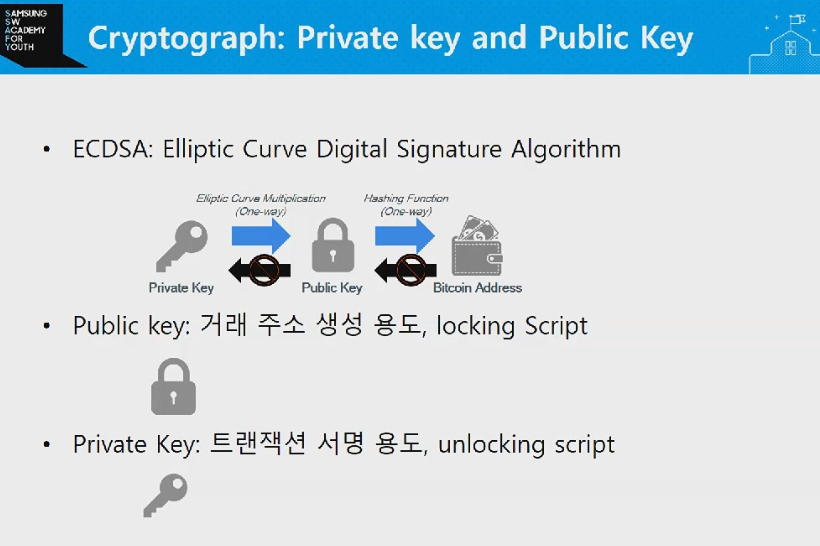 SAMSUNG
SW
ACADEMY
FOR
YOUTH
Cryptograph: Private key and Public Key
• ECDSA: Elliptic Curve Digital Signature Algorithm
Elliptic Curve Multiplication
(One-way)
Hashing Function
(One-way)
Private Key
Public Key
Bitcoin Address
• Public key: 거래 주소 생성 용도, locking Script
• Private Key: 트랜잭션 서명 용도, unlocking script